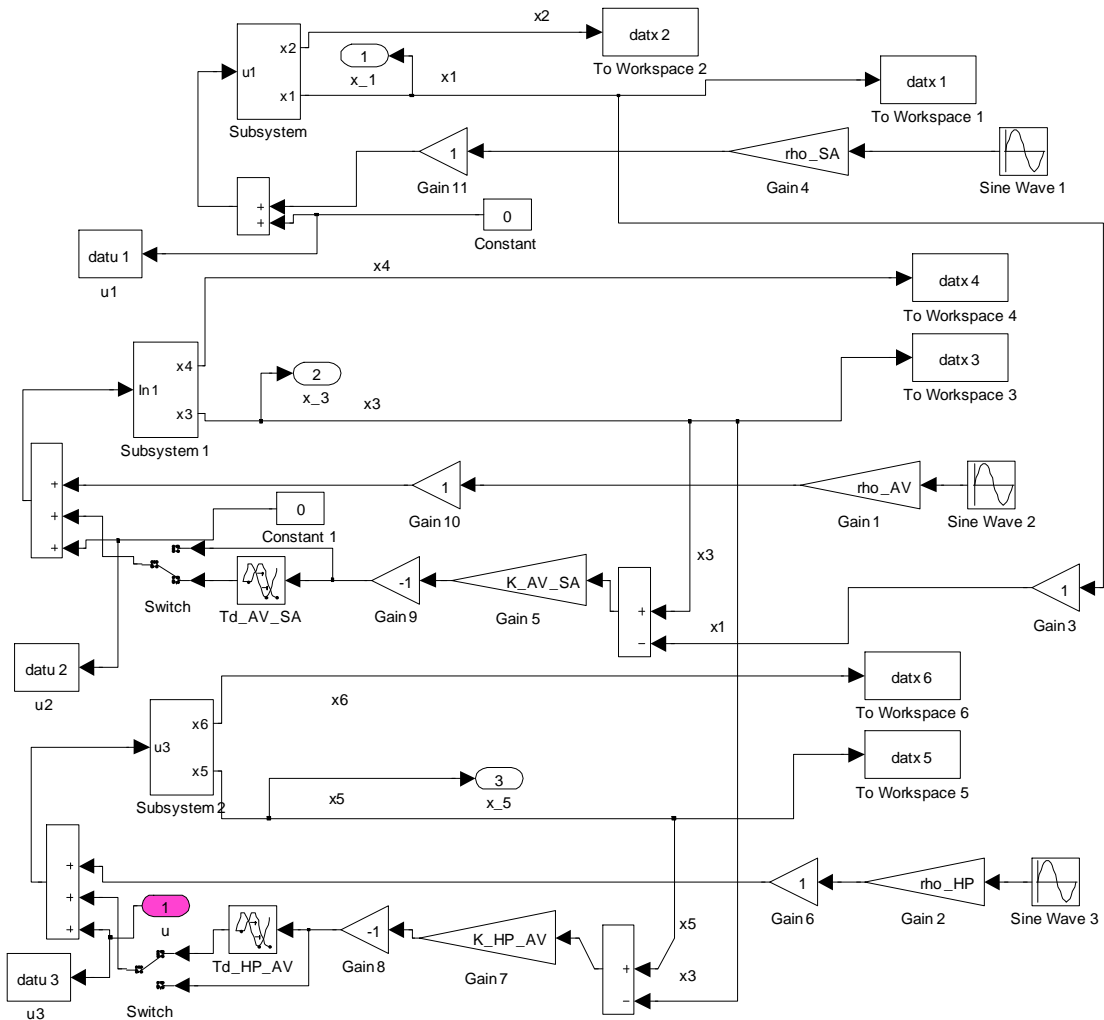 x2
x2
datx 2
To Workspace 2
1
x_1
x1
u1
x1
Subsystem
datx 1
To Workspace 1
1
Gain 11
rho_SA
Gain 4
Sine Wave 1
+
+
0
Constant
datu 1
u1
x4
datx 4
To Workspace 4
x4
In 1
x3
Subsystem 1
2
x_3
x3
datx 3
To Workspace 3
+
+
+
1
Gain 10
rho_AV
Gain 1
Sine Wave 2
0
Constant 1
x3
Switch
Td_AV_SA
-1
Gain 9
K_AV_SA
Gain 5
+
−
x1
1
Gain 3
datu 2
u2
x6
datx 6
To Workspace 6
x6
u3
x5
Subsystem 2
x5
3
x_5
datx 5
To Workspace 5
+
+
+
1
Gain 6
rho_HP
Gain 2
Sine Wave 3
1
u
Td_HP_AV
-1
Gain 8
K_HP_AV
Gain 7
x5
+
−
x3
datu 3
u3
Switch